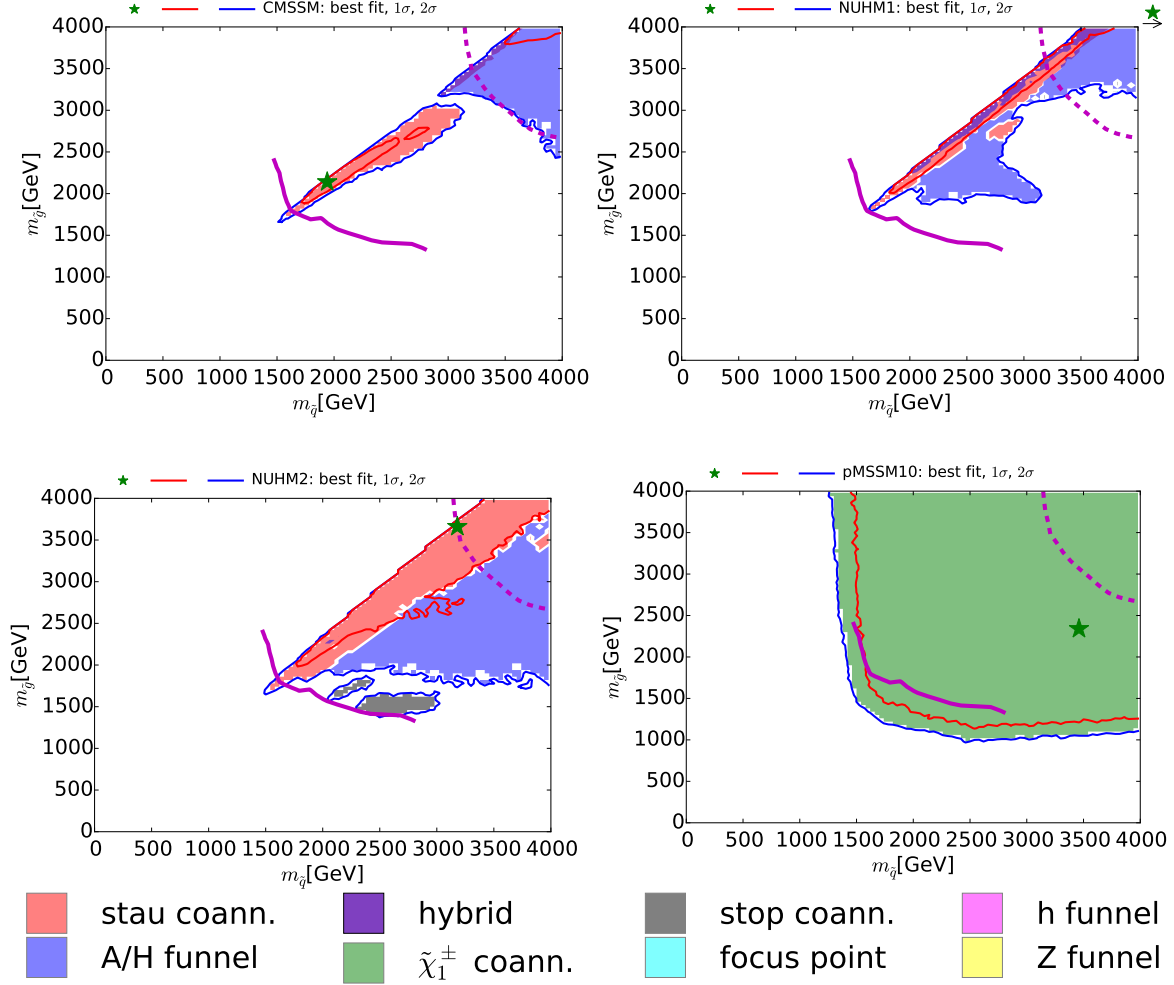 CMSSM: best fit, 1σ, 2σ
4000
3500
3000
2500
2000
1500
1000
500
0
m_g̃[GeV]
0 500 1000 1500 2000 2500 3000 3500 4000
m_q̃[GeV]
NUHM1: best fit, 1σ, 2σ
4000
3500
3000
2500
2000
1500
1000
500
0
m_g̃[GeV]
0 500 1000 1500 2000 2500 3000 3500 4000
m_q̃[GeV]
NUHM2: best fit, 1σ, 2σ
4000
3500
3000
2500
2000
1500
1000
500
0
m_g̃[GeV]
0 500 1000 1500 2000 2500 3000 3500 4000
m_q̃[GeV]
pMSSM10: best fit, 1σ, 2σ
4000
3500
3000
2500
2000
1500
1000
500
0
m_g̃[GeV]
0 500 1000 1500 2000 2500 3000 3500 4000
m_q̃[GeV]
stau coann. hybrid stop coann. h funnel
A/H funnel χ̃₁± coann. focus point Z funnel